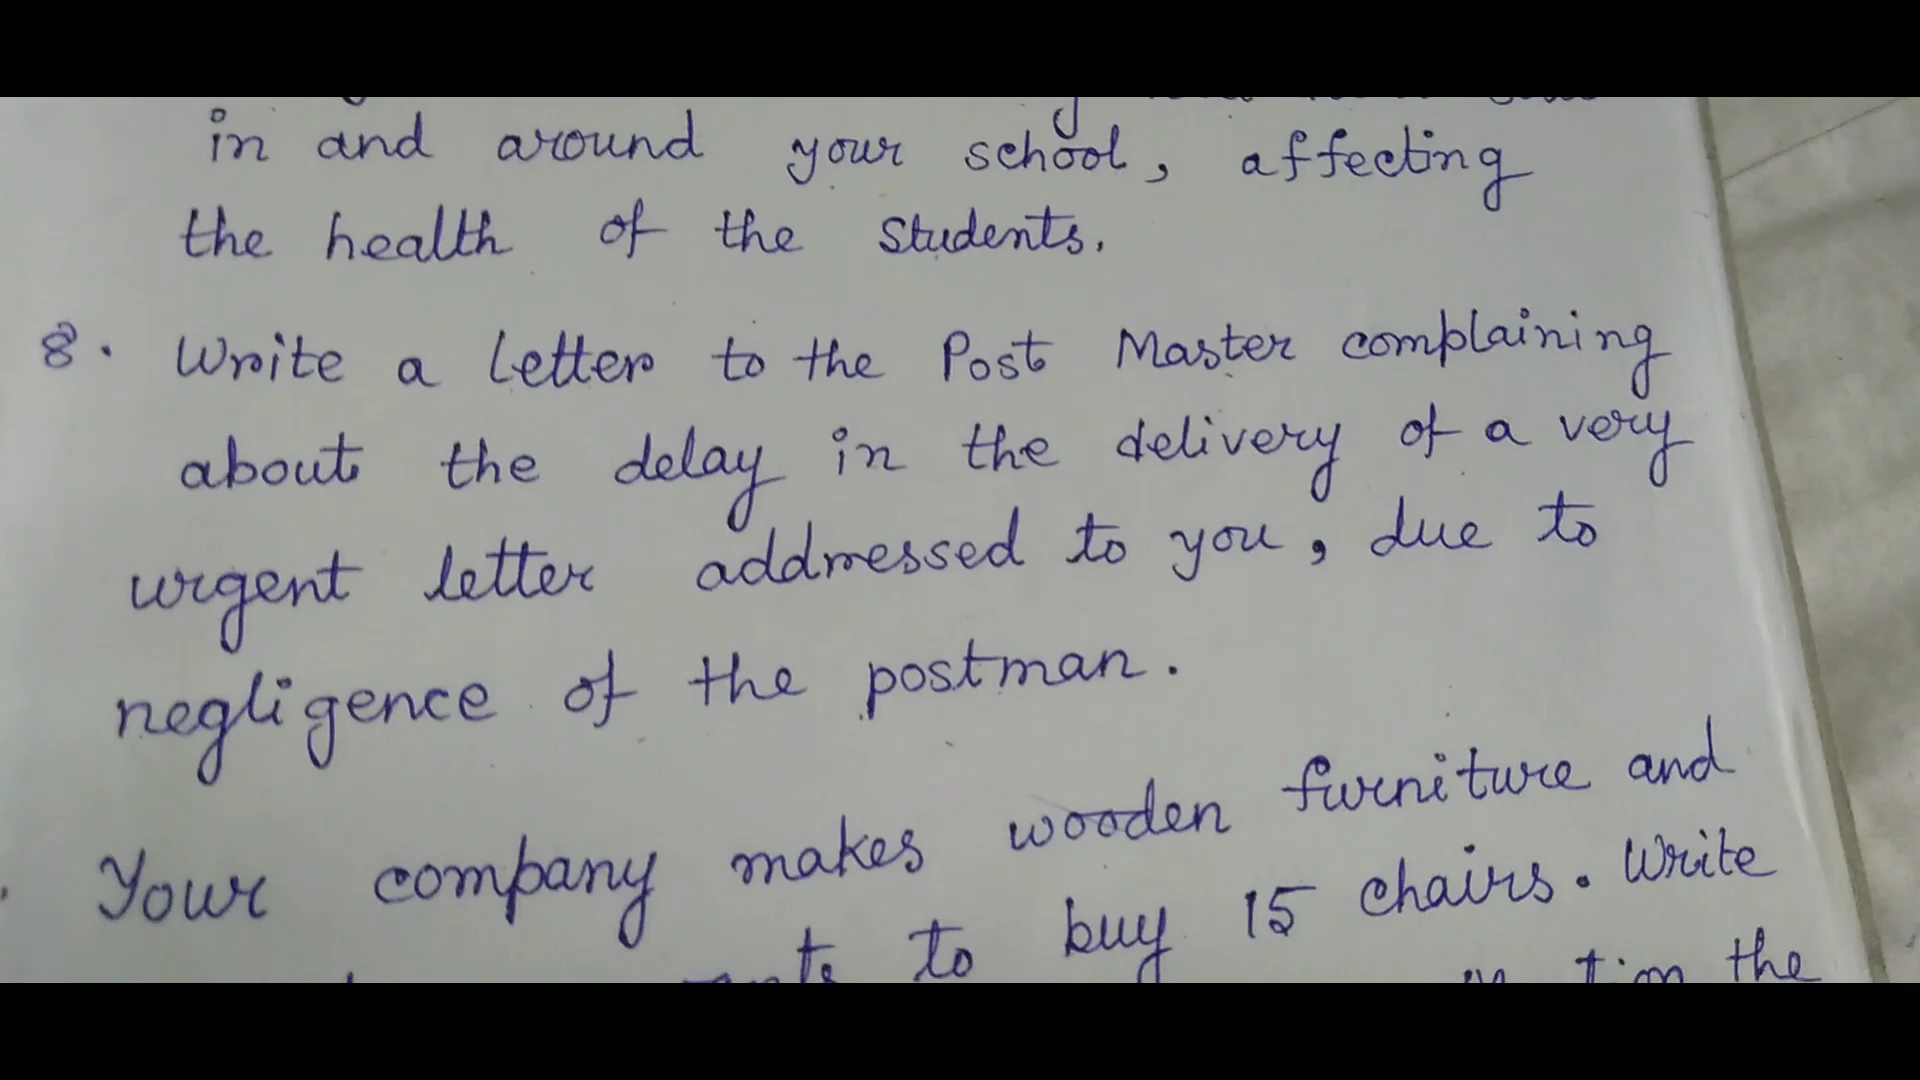 in and around your school, affecting
the health of the students.
8. Write a letter to the Post Master complaining
about the delay in the delivery of a very
urgent letter addressed to you, due to
negligence of the postman.
Your company makes wooden furniture and
to buy 15 chairs. Write
the